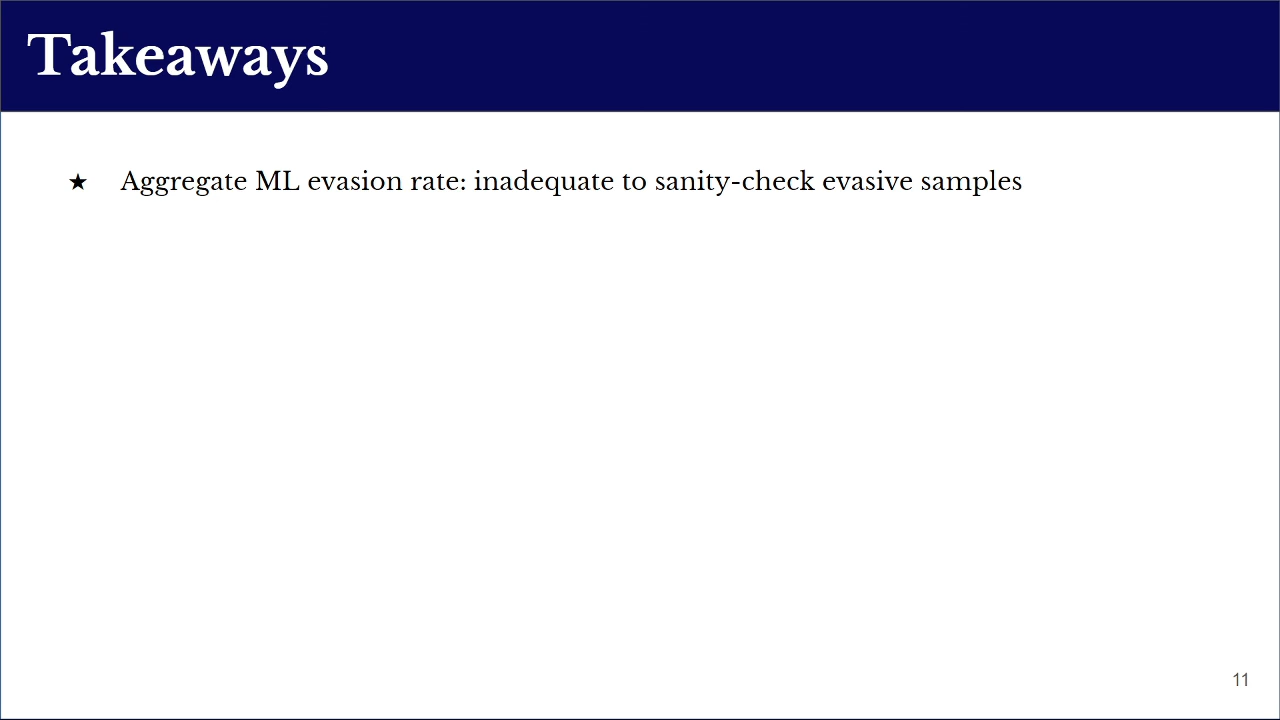 Takeaways
★ Aggregate ML evasion rate: inadequate to sanity-check evasive samples
11